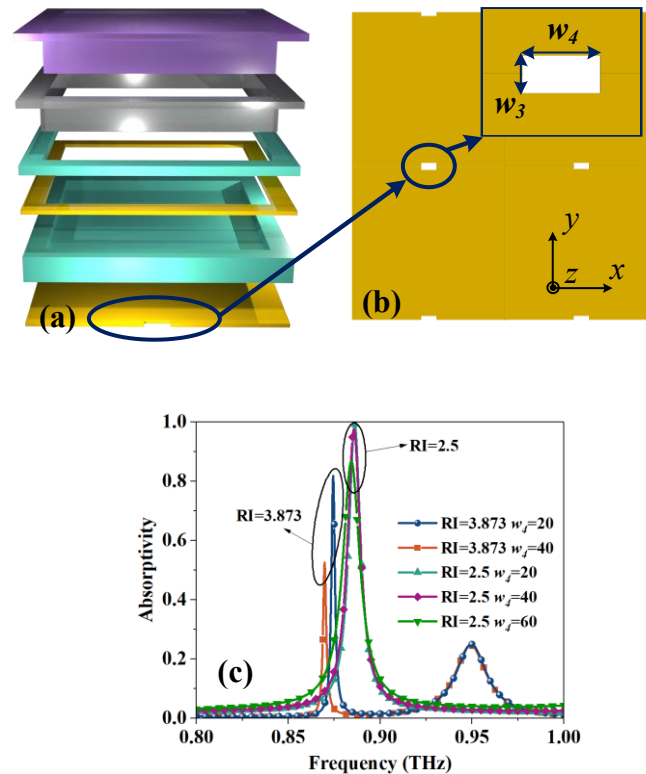 w4
w3
y
z
x
(a)
(b)
1.0
0.8
0.6
0.4
0.2
0.0
Absorptivity
RI=2.5
RI=3.873
RI=3.873 w4=20
RI=3.873 w4=40
RI=2.5 w4=20
RI=2.5 w4=40
RI=2.5 w4=60
(c)
0.80 0.85 0.90 0.95 1.00
Frequency (THz)